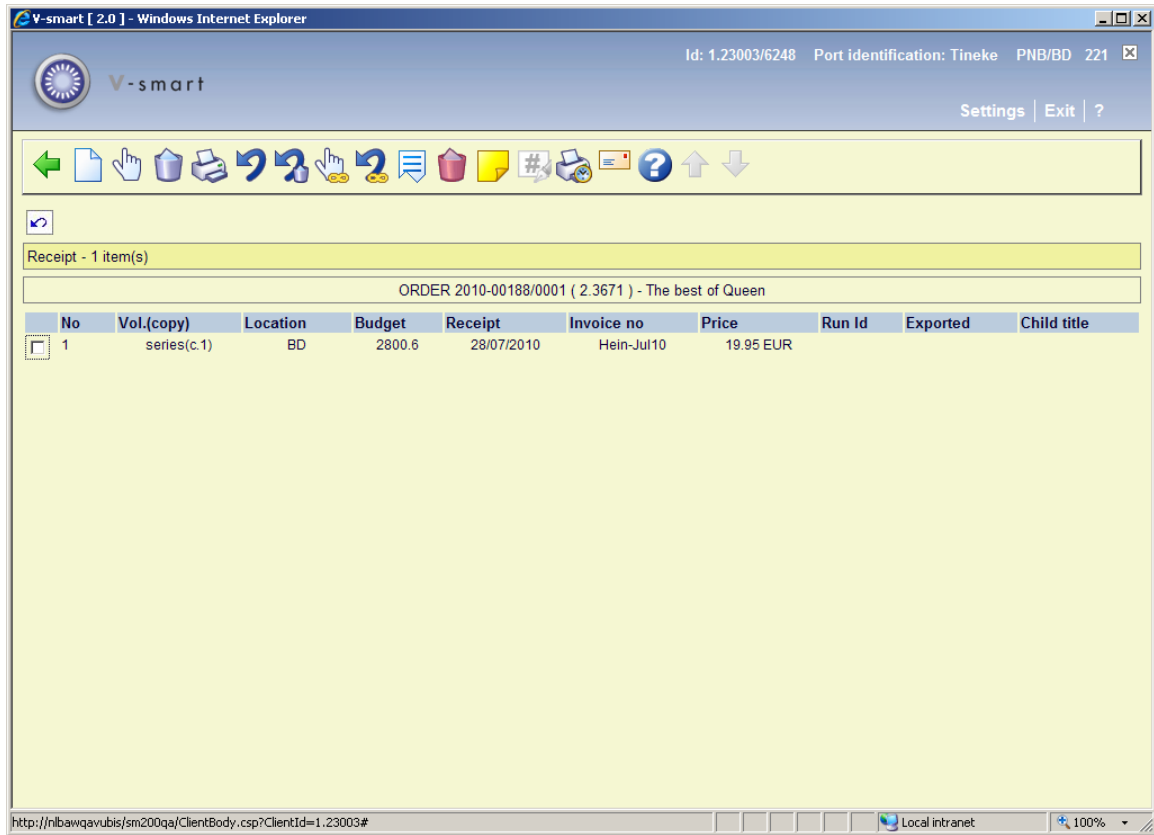 V-smart [ 2.0 ] - Windows Internet Explorer
Id: 1.23003/6248 Port identification: Tineke PNB/BD 221
V-smart
Settings | Exit | ?
#
?
Receipt - 1 item(s)
ORDER 2010-00188/0001 ( 2.3671 ) - The best of Queen
No Vol.(copy) Location Budget Receipt Invoice no Price Run Id Exported Child title
1 series(c.1) BD 2800.6 28/07/2010 Hein-Jul10 19.95 EUR
http://nlbawqavubis/sm200qa/ClientBody.csp?ClientId=1.23003# Local intranet 100%